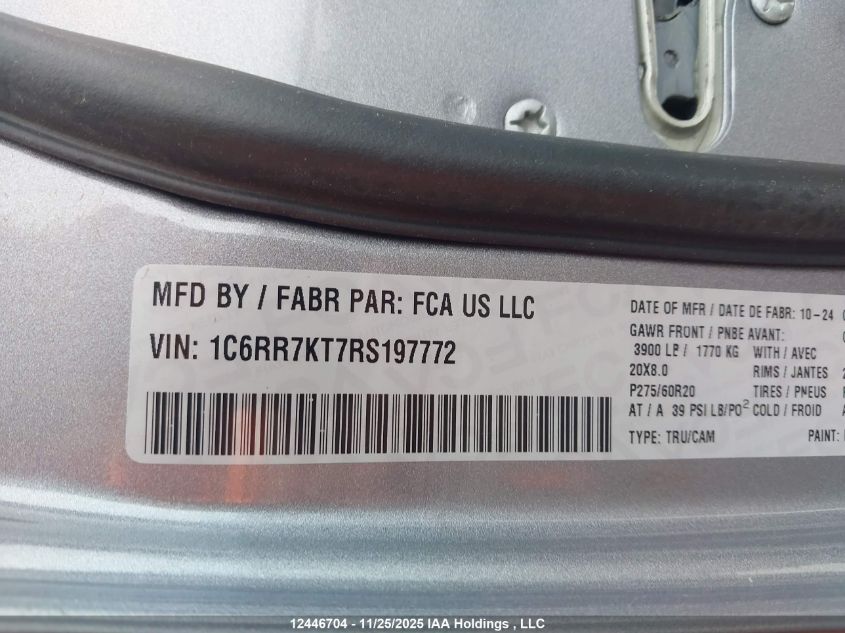 MFD BY / FABR PAR: FCA US LLC
VIN: 1C6RR7KT7RS197772
DATE OF MFR / DATE DE FABR: 10-24
GAWR FRONT / PNBE AVANT:
3900 LB / 1770 KG WITH / AVEC
20X8.0 RIMS / JANTES
P275/60R20 TIRES / PNEUS
AT / A 39 PSI LB/PO² COLD / FROID
TYPE: TRU/CAM PAINT:
12446704 - 11/25/2025 IAA Holdings , LLC